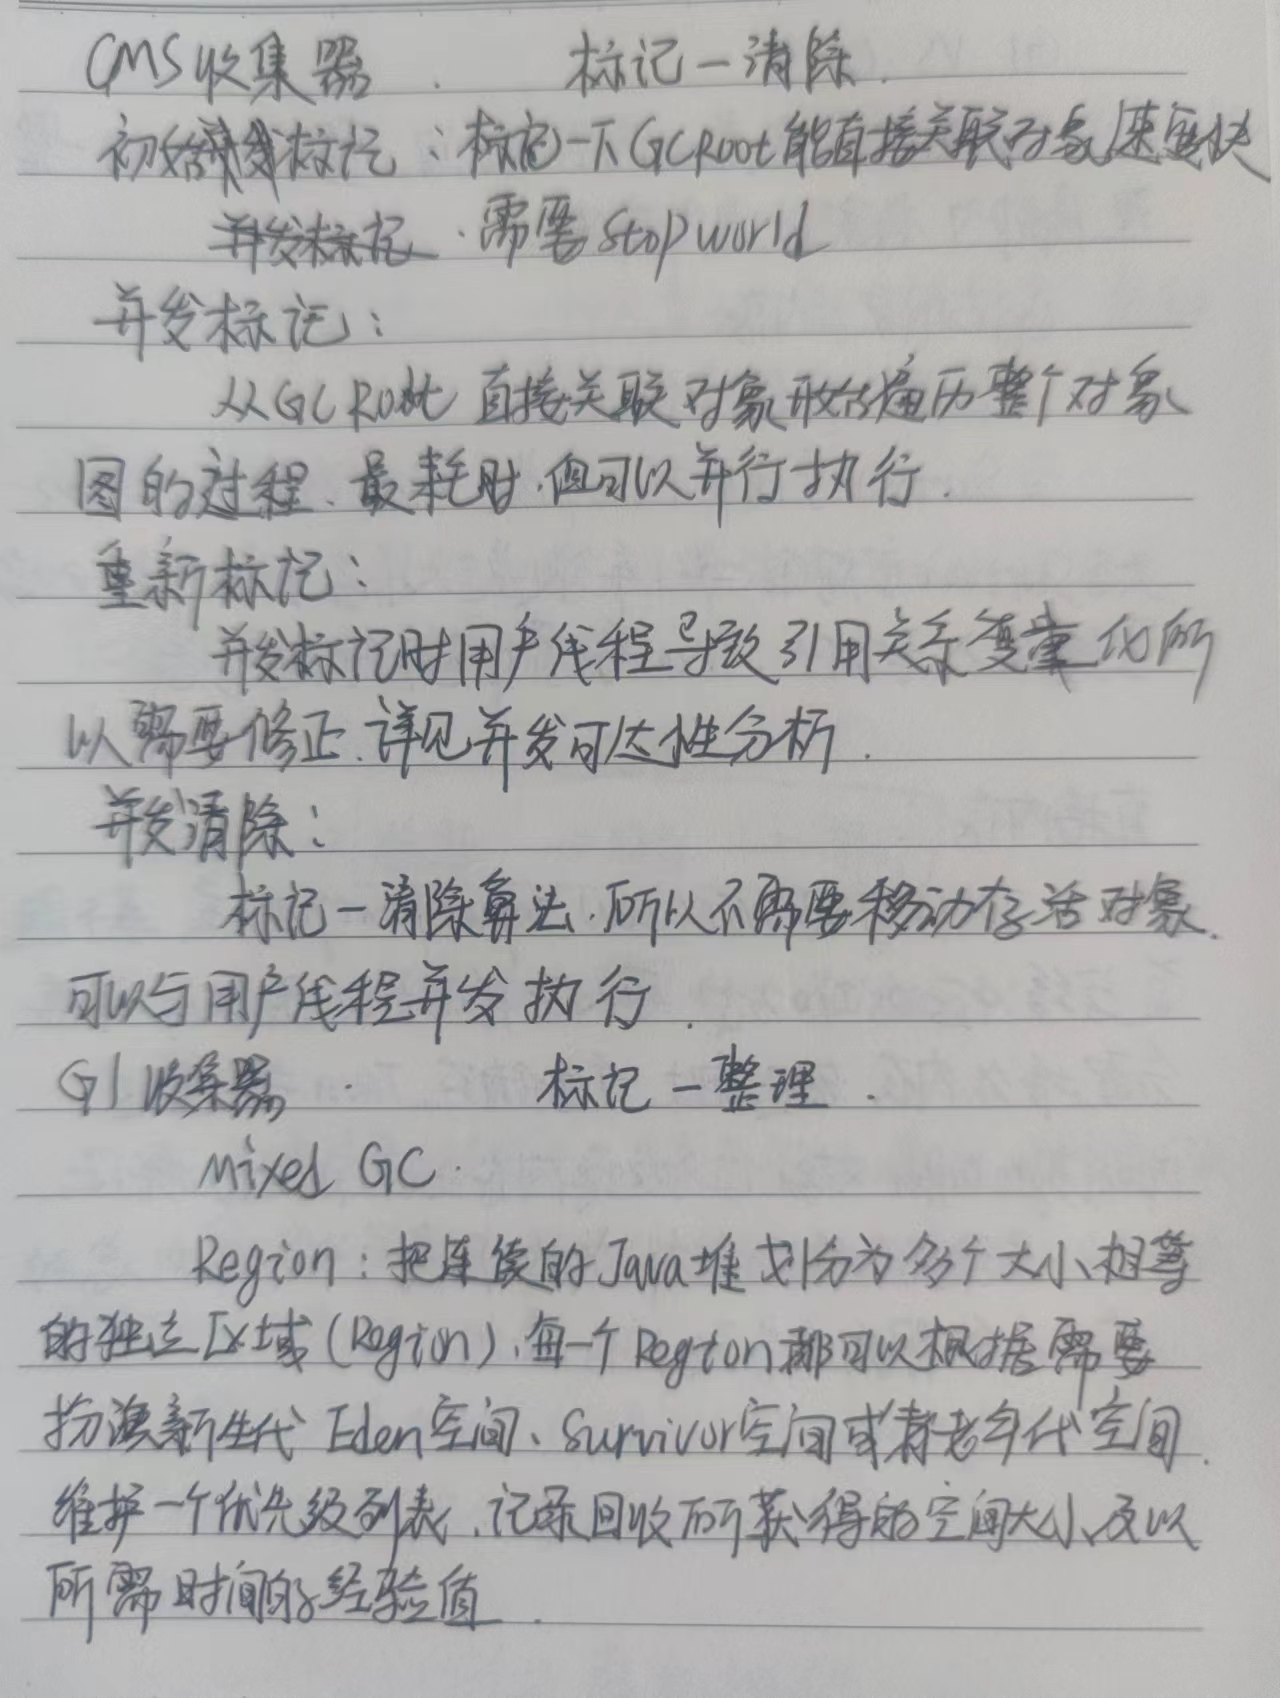 CMS收集器 . 标记-清除.
初始标记:标记一下GCRoot能直接关联对象,速度快
并发标记.需要stop world
并发标记:
从GC Root 直接关联对象开始遍历整个对象
图的过程、最耗时,但可以并行执行.
重新标记:
并发标记时用户线程导致引用关系变化所
以需要修正、详见并发可达性分析.
并发清除:
标记-清除算法,所以不需要移动存活对象.
可以与用户线程并发执行.
G1收集器 . 标记-整理.
Mixed GC.
Region:把连续的Java堆划分为多个大小相等
的独立区域(Region),每一个Region都可以根据需要
扮演新生代 Eden空间、Survivor空间或者老年代空间.
维护一个优先级列表,记录回收所获得的空间大小及以
所需时间的经验值.